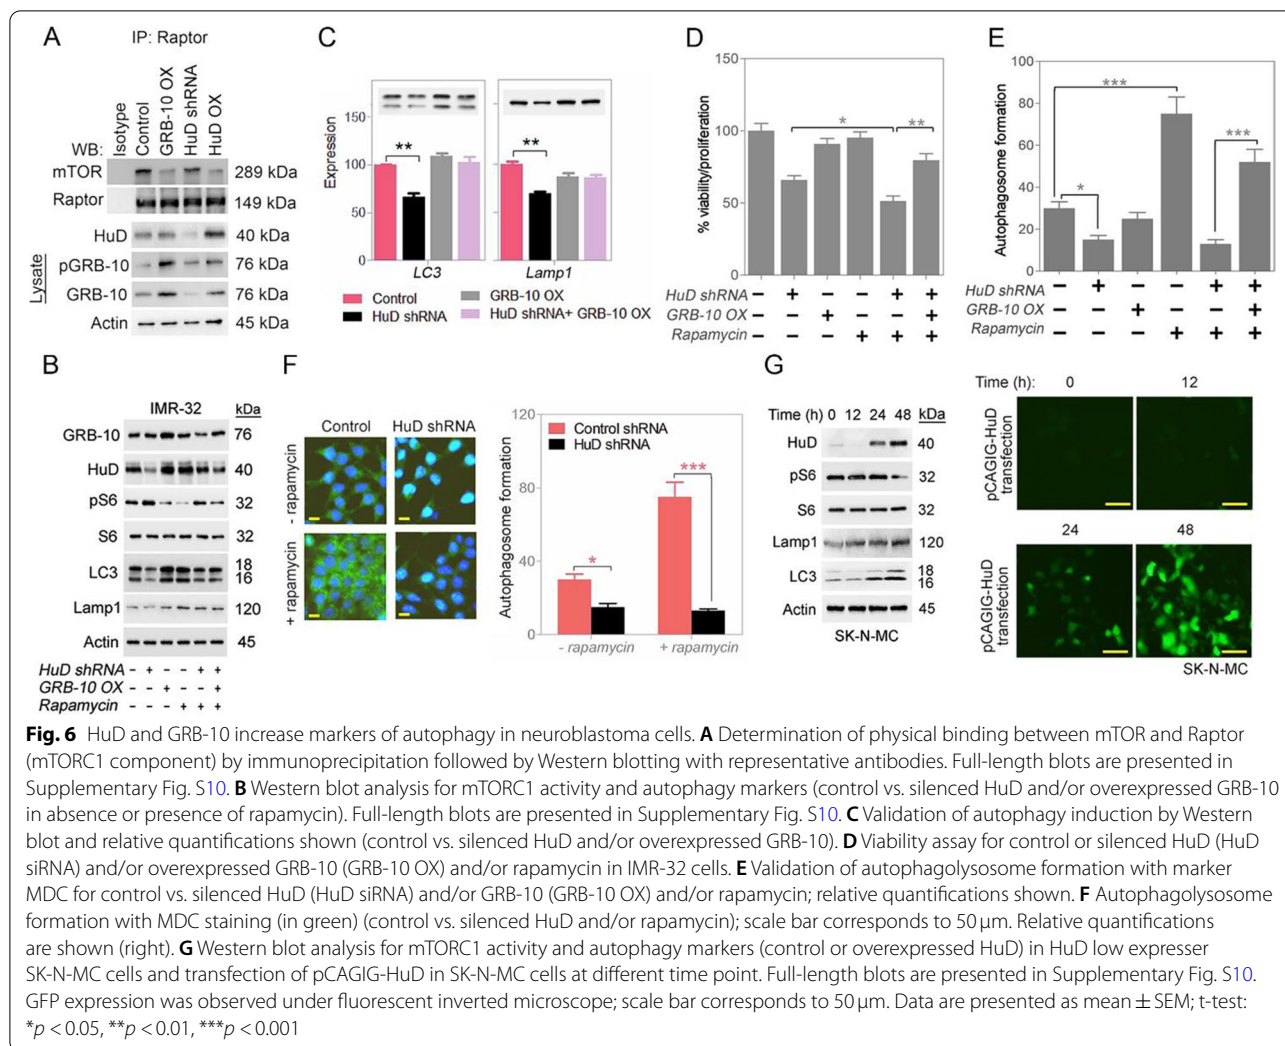 A
IP: Raptor
Isotype
Control
GRB-10 OX
HuD shRNA
HuD OX
WB:
mTOR 289 kDa
Raptor 149 kDa
HuD 40 kDa
pGRB-10 76 kDa
GRB-10 76 kDa
Actin 45 kDa
Lysate
B
IMR-32 kDa
GRB-10 76
HuD 40
pS6 32
S6 32
LC3 18
16
Lamp1 120
Actin 45
HuD shRNA − + − − + +
GRB-10 OX − − + − − +
Rapamycin − − − + + +
C
Expression
150
100
50
0
** **
LC3 Lamp1
Control GRB-10 OX
HuD shRNA HuD shRNA+ GRB-10 OX
D
% viability/proliferation
150
100
50
0
* **
HuD shRNA − + − − + +
GRB-10 OX − − + − − +
Rapamycin − − − + + +
E
Autophagosome formation
100
80
60
40
20
0
***
* ***
HuD shRNA − + − − + +
GRB-10 OX − − + − − +
Rapamycin − − − + + +
F
Control HuD shRNA
- rapamycin
+ rapamycin
Autophagosome formation
120
80
40
0
Control shRNA
HuD shRNA
* ***
- rapamycin + rapamycin
G
Time (h) 0 12 24 48 kDa
HuD 40
pS6 32
S6 32
Lamp1 120
LC3 18
16
Actin 45
SK-N-MC
Time (h): 0 12
pCAGIG-HuD
transfection
24 48
pCAGIG-HuD
transfection
SK-N-MC
Fig. 6 HuD and GRB-10 increase markers of autophagy in neuroblastoma cells. A Determination of physical binding between mTOR and Raptor
(mTORC1 component) by immunoprecipitation followed by Western blotting with representative antibodies. Full-length blots are presented in
Supplementary Fig. S10. B Western blot analysis for mTORC1 activity and autophagy markers (control vs. silenced HuD and/or overexpressed GRB-10
in absence or presence of rapamycin). Full-length blots are presented in Supplementary Fig. S10. C Validation of autophagy induction by Western
blot and relative quantifications shown (control vs. silenced HuD and/or overexpressed GRB-10). D Viability assay for control or silenced HuD (HuD
siRNA) and/or overexpressed GRB-10 (GRB-10 OX) and/or rapamycin in IMR-32 cells. E Validation of autophagolysosome formation with marker
MDC for control vs. silenced HuD (HuD siRNA) and/or GRB-10 (GRB-10 OX) and/or rapamycin; relative quantifications shown. F Autophagolysosome
formation with MDC staining (in green) (control vs. silenced HuD and/or rapamycin); scale bar corresponds to 50 μm. Relative quantifications
are shown (right). G Western blot analysis for mTORC1 activity and autophagy markers (control or overexpressed HuD) in HuD low expresser
SK-N-MC cells and transfection of pCAGIG-HuD in SK-N-MC cells at different time point. Full-length blots are presented in Supplementary Fig. S10.
GFP expression was observed under fluorescent inverted microscope; scale bar corresponds to 50 μm. Data are presented as mean ± SEM; t-test:
*p < 0.05, **p < 0.01, ***p < 0.001